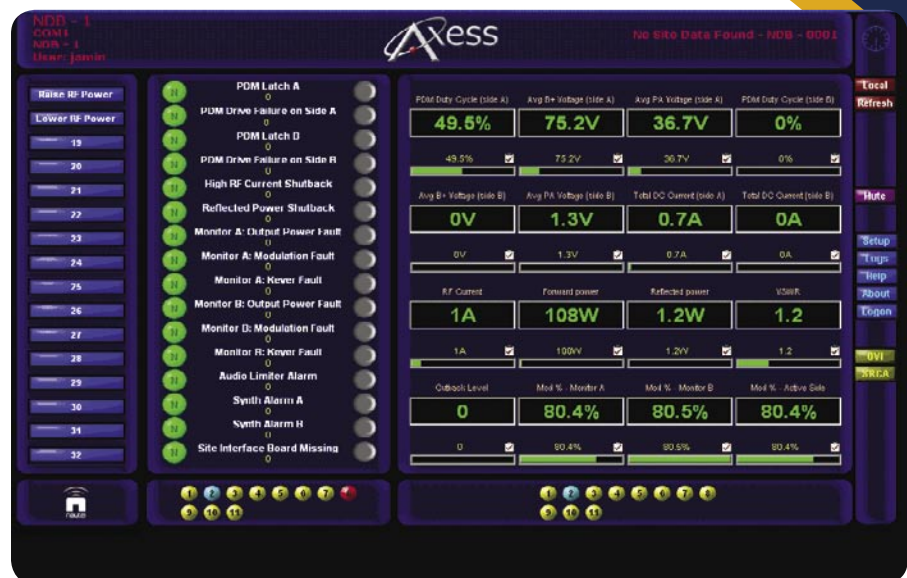 NDB - 1
COM1
NDB - 1
User: jamin
Axess
No Site Data Found - NDB - 0001
Raise RF Power
Lower RF Power
19
20
21
22
23
24
25
26
27
28
29
30
31
32
N PDM Latch A
0
N PDM Drive Failure on Side A
0
N PDM Latch B
0
N PDM Drive Failure on Side B
0
N High RF Current Shutback
0
N Reflected Power Shutback
0
N Monitor A: Output Power Fault
0
N Monitor A: Modulation Fault
0
N Monitor A: Keyer Fault
0
N Monitor B: Output Power Fault
0
N Monitor B: Modulation Fault
0
N Monitor B: Keyer Fault
0
N Audio Limiter Alarm
0
N Synth Alarm A
0
N Synth Alarm B
0
N Site Interface Board Missing
0
PDM Duty Cycle (side A) Avg B+ Voltage (side A) Avg PA Voltage (side A) PDM Duty Cycle (side B)
49.5% 75.2V 36.7V 0%
49.5% 75.2V 36.7V 0%
Avg B+ Voltage (side B) Avg PA Voltage (side B) Total DC Current (side A) Total DC Current (side B)
0V 1.3V 0.7A 0A
0V 1.3V 0.7A 0A
RF Current Forward power Reflected power VSWR
1A 108W 1.2W 1.2
1A 108W 1.2W 1.2
Cutback Level Mod % - Monitor A Mod % - Monitor B Mod % - Active Side
0 80.4% 80.5% 80.4%
0 80.4% 80.5% 80.4%
Local
Refresh
Mute
Setup
Logs
Help
About
Logon
OVI
SRCA
nautel
1 2 3 4 5 6 7
9 10 11
1 2 3 4 5 6 7 8
9 10 11